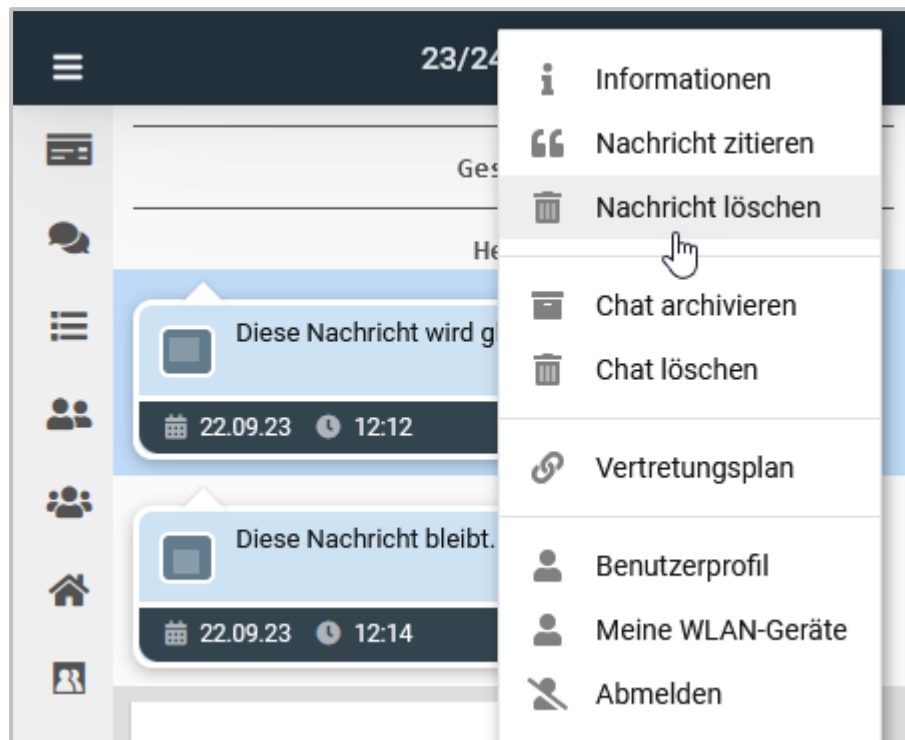 23/24
Informationen
Nachricht zitieren
Nachricht löschen
Chat archivieren
Chat löschen
Vertretungsplan
Benutzerprofil
Meine WLAN-Geräte
Abmelden
Ges
He
Diese Nachricht wird g
22.09.23 12:12
Diese Nachricht bleibt.
22.09.23 12:14